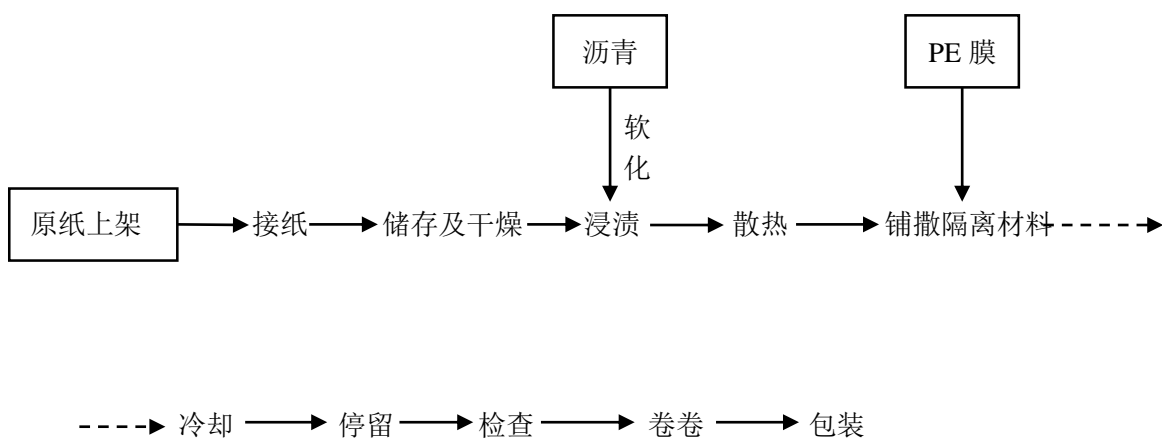 沥青
PE 膜
软
化
原纸上架
接纸
储存及干燥
浸渍
散热
铺撒隔离材料
冷却
停留
检查
卷卷
包装